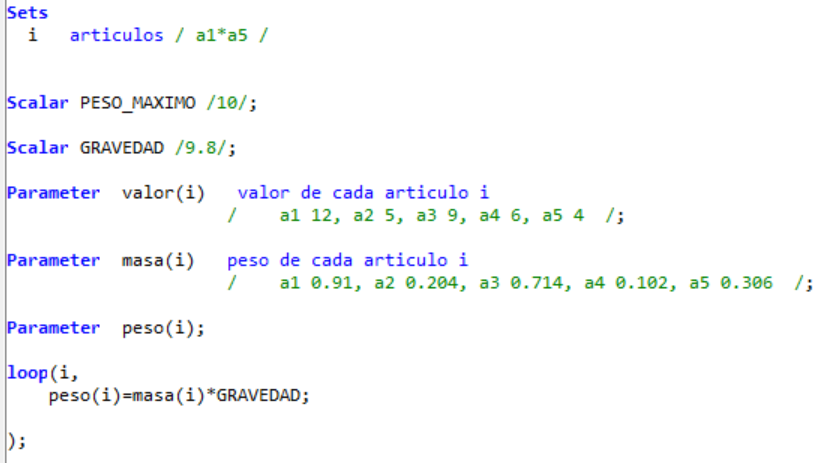 Sets
i articulos / a1*a5 /
Scalar PESO_MAXIMO /10/;
Scalar GRAVEDAD /9.8/;
Parameter valor(i) valor de cada articulo i
/ a1 12, a2 5, a3 9, a4 6, a5 4 /;
Parameter masa(i) peso de cada articulo i
/ a1 0.91, a2 0.204, a3 0.714, a4 0.102, a5 0.306 /;
Parameter peso(i);
loop(i,
peso(i)=masa(i)*GRAVEDAD;
);